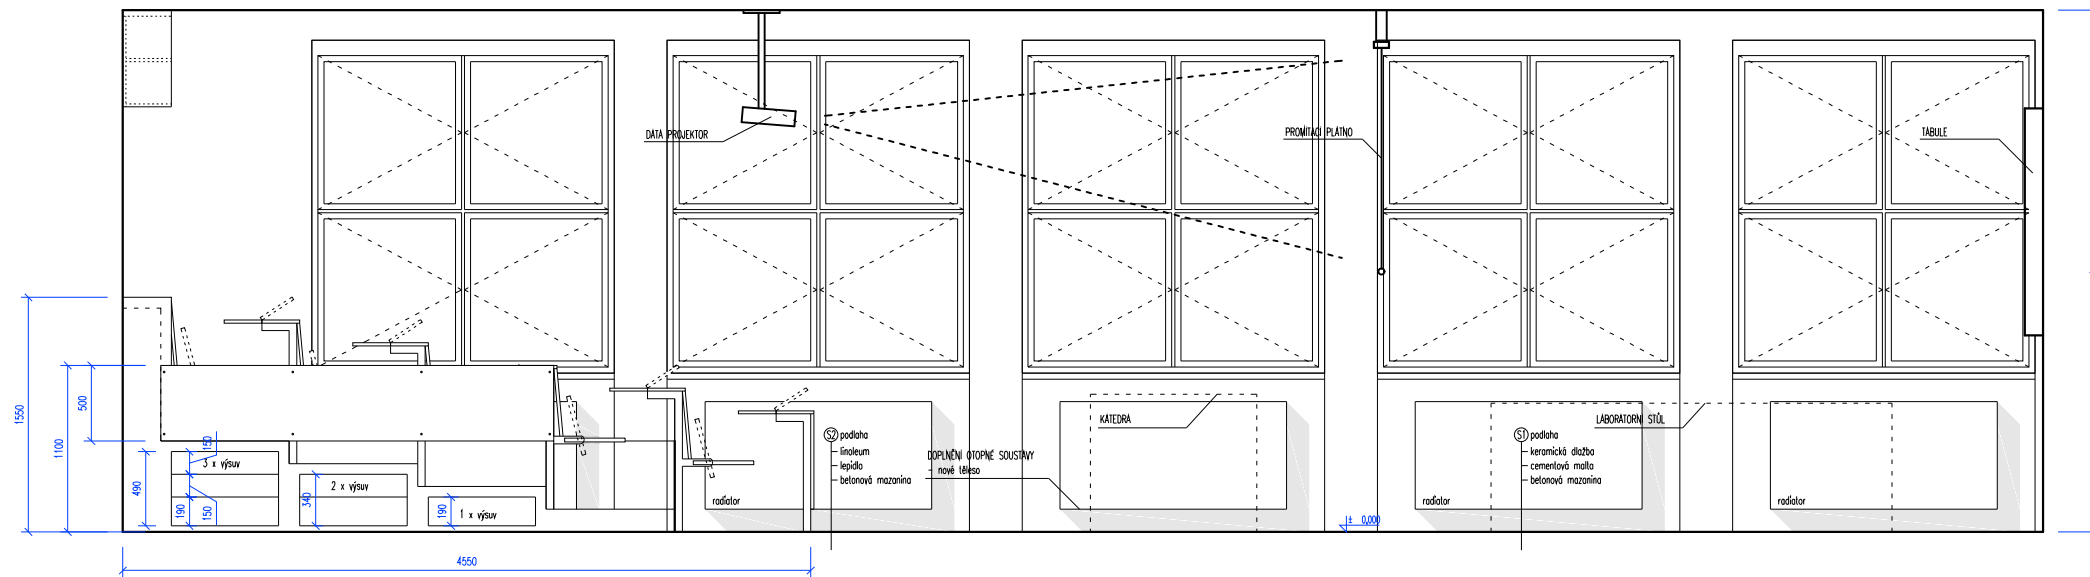 DATA PROJEKTOR
PROMÍTACÍ PLÁTNO
TABULE
1550
1100
500
150
490
190
150
340
190
3 x výsuv
2 x výsuv
1 x výsuv
4550
radiator
S2 podlaha
linoleum
lepidlo
betonová mazanina
DOPLNĚNÍ OTOPNÉ SOUSTAVY
- nové těleso
KATEDRA
± 0,000
radiator
S1 podlaha
keramická dlažba
cementová malta
betonová mazanina
LABORATORNÍ STŮL
radiator